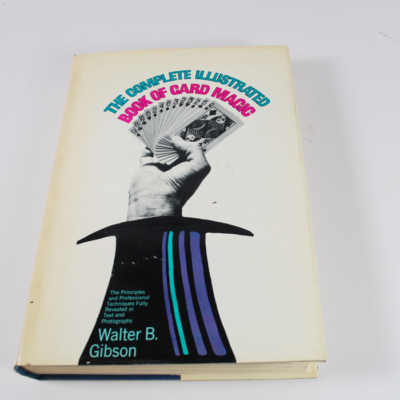 THE COMPLETE ILLUSTRATED
BOOK OF CARD MAGIC
The Principles
and Professional
Techniques Fully
Revealed in
Text and
Photographs
Walter B.
Gibson